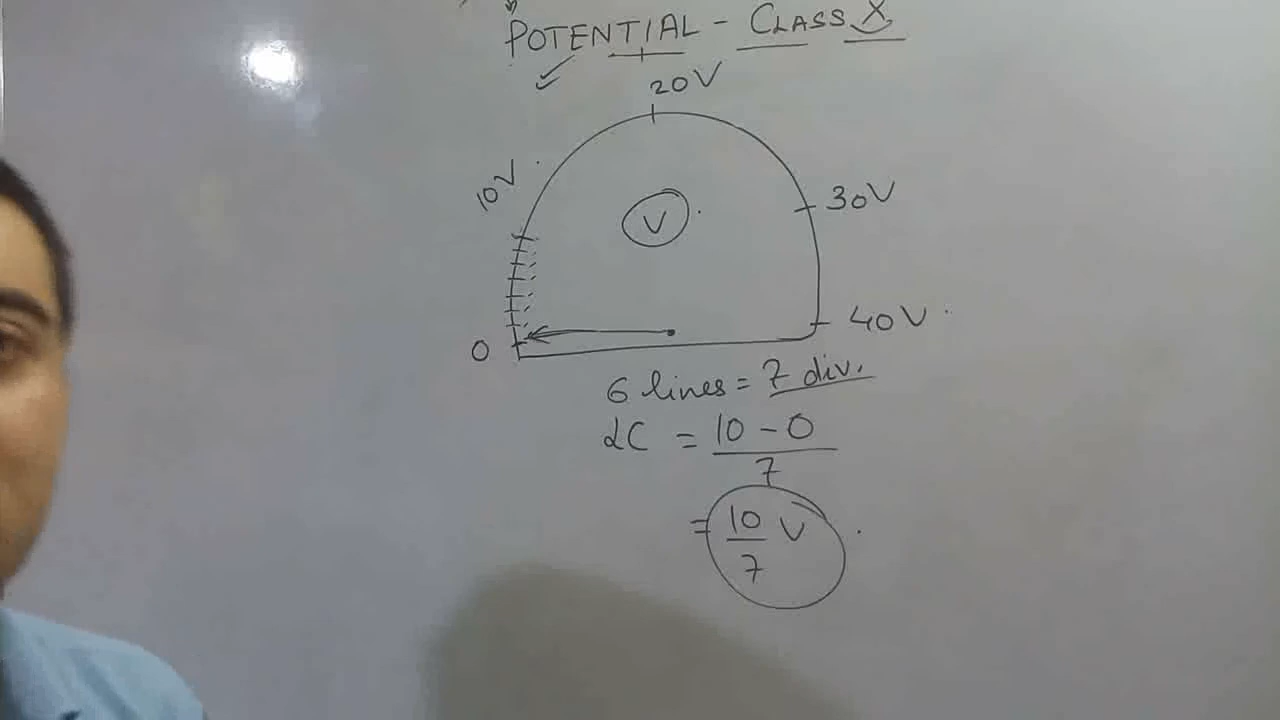 POTENTIAL - CLASS X
20V
10V
V
30V
0
40V
6 lines = 7 div.
LC = 10 - 0
7
= 10 V
7